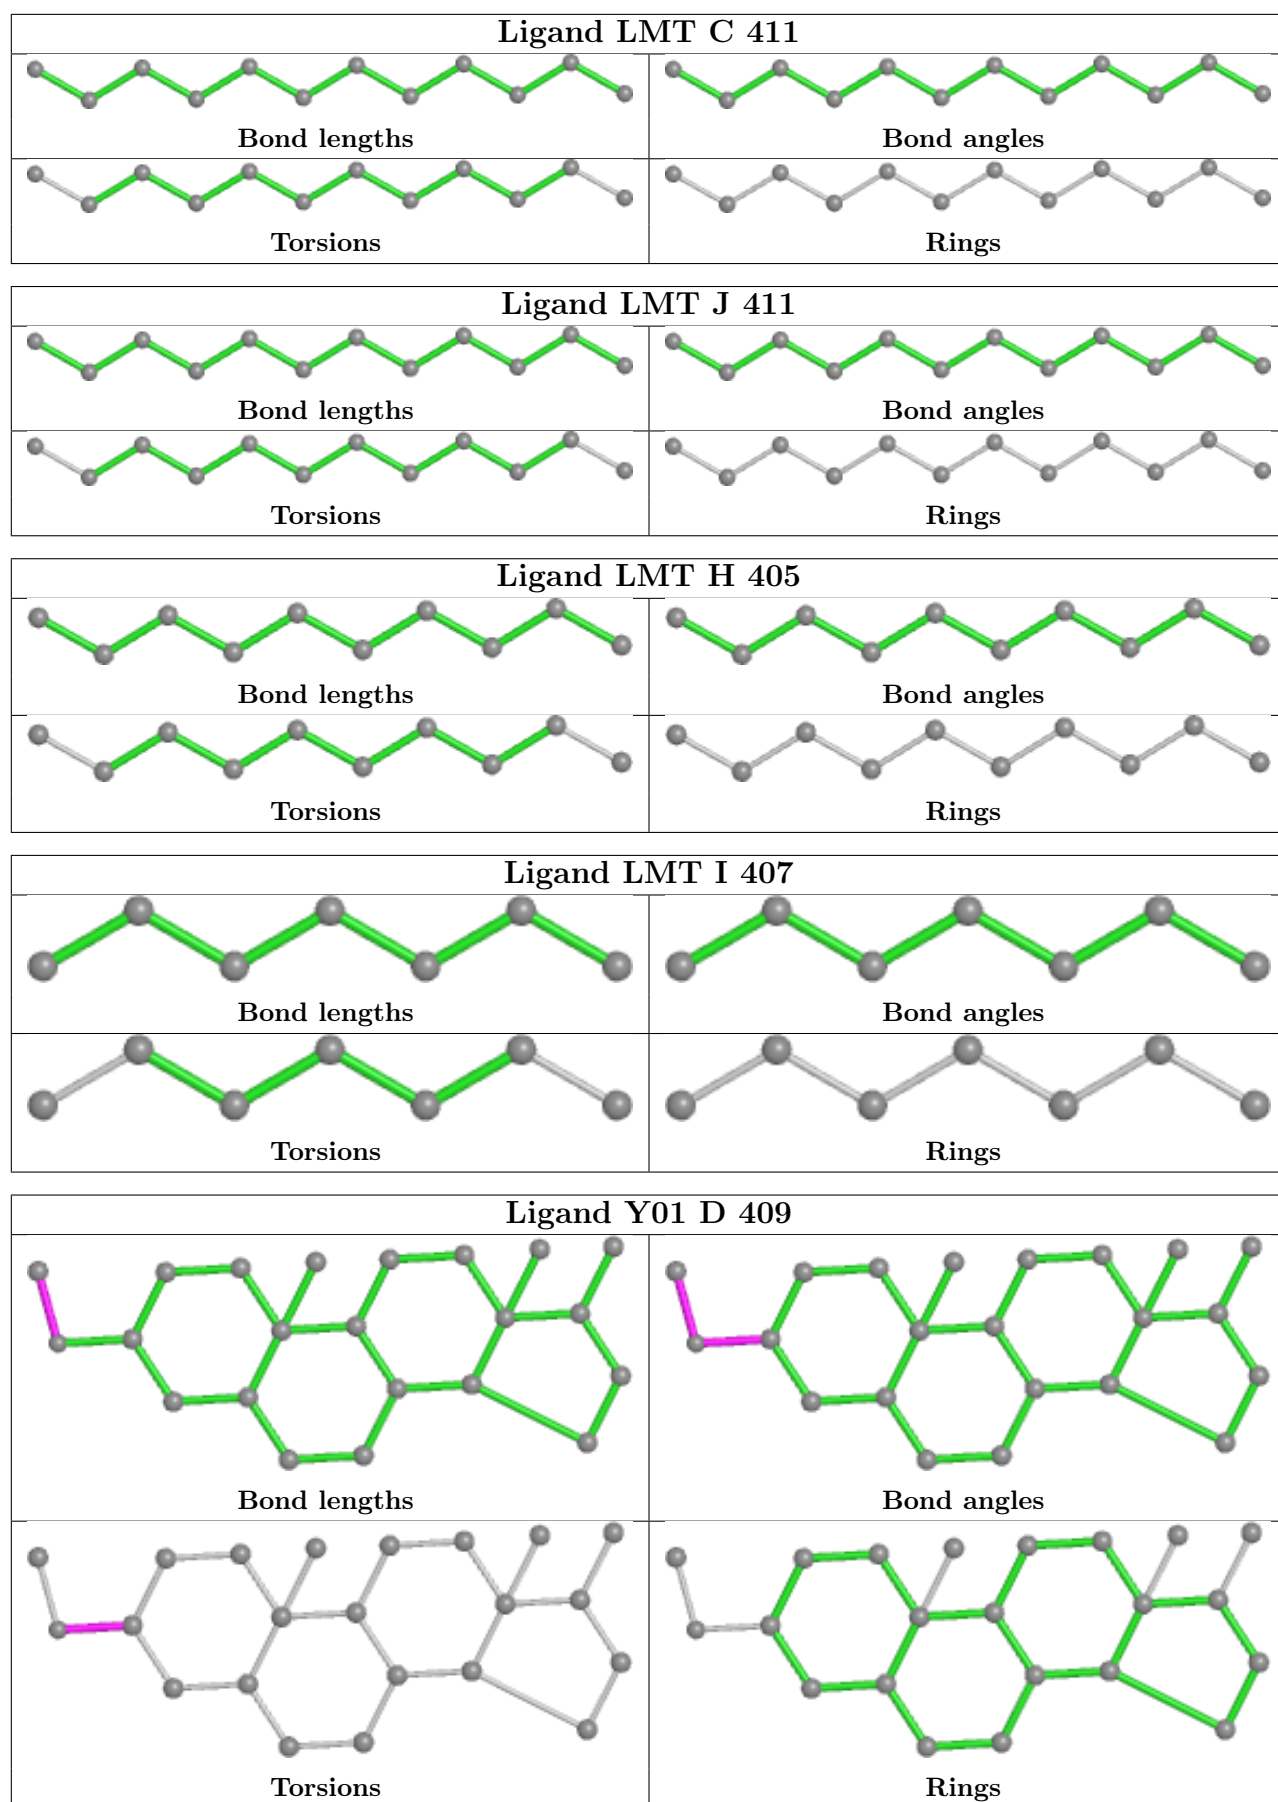 Ligand LMT C 411
Bond lengths
Bond angles
Torsions
Rings
Ligand LMT J 411
Bond lengths
Bond angles
Torsions
Rings
Ligand LMT H 405
Bond lengths
Bond angles
Torsions
Rings
Ligand LMT I 407
Bond lengths
Bond angles
Torsions
Rings
Ligand Y01 D 409
Bond lengths
Bond angles
Torsions
Rings